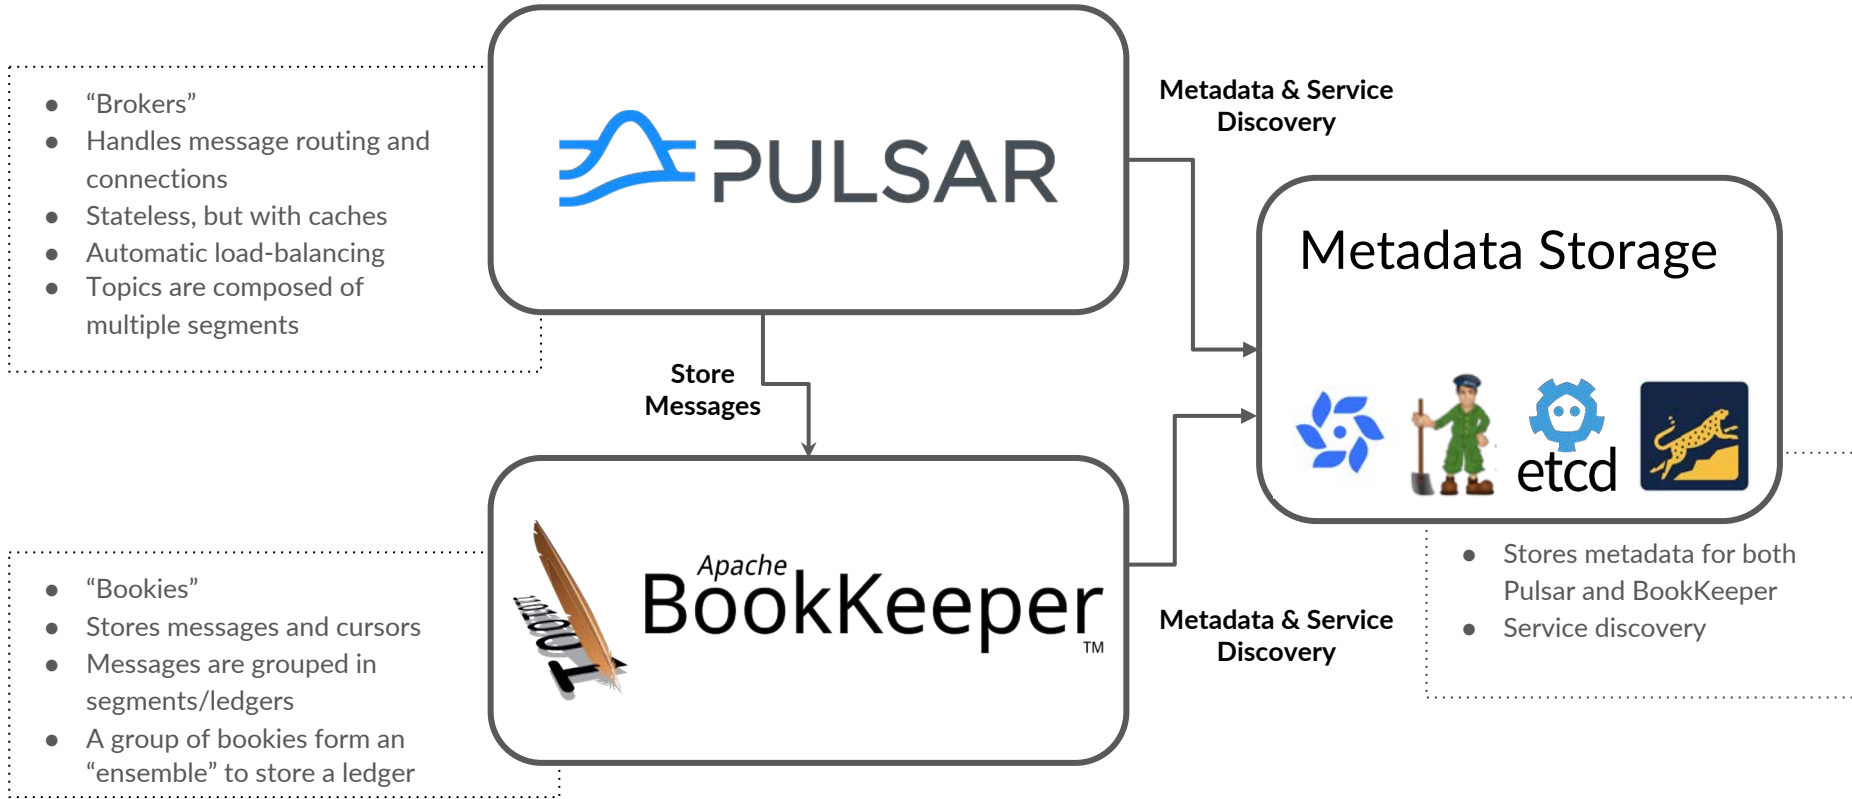 ● “Brokers”
● Handles message routing and
connections
● Stateless, but with caches
● Automatic load-balancing
● Topics are composed of
multiple segments
PULSAR
Metadata & Service
Discovery
Metadata Storage
etcd
Store
Messages
● “Bookies”
● Stores messages and cursors
● Messages are grouped in
segments/ledgers
● A group of bookies form an
“ensemble” to store a ledger
Apache
BookKeeper
TM
Metadata & Service
Discovery
● Stores metadata for both
Pulsar and BookKeeper
● Service discovery